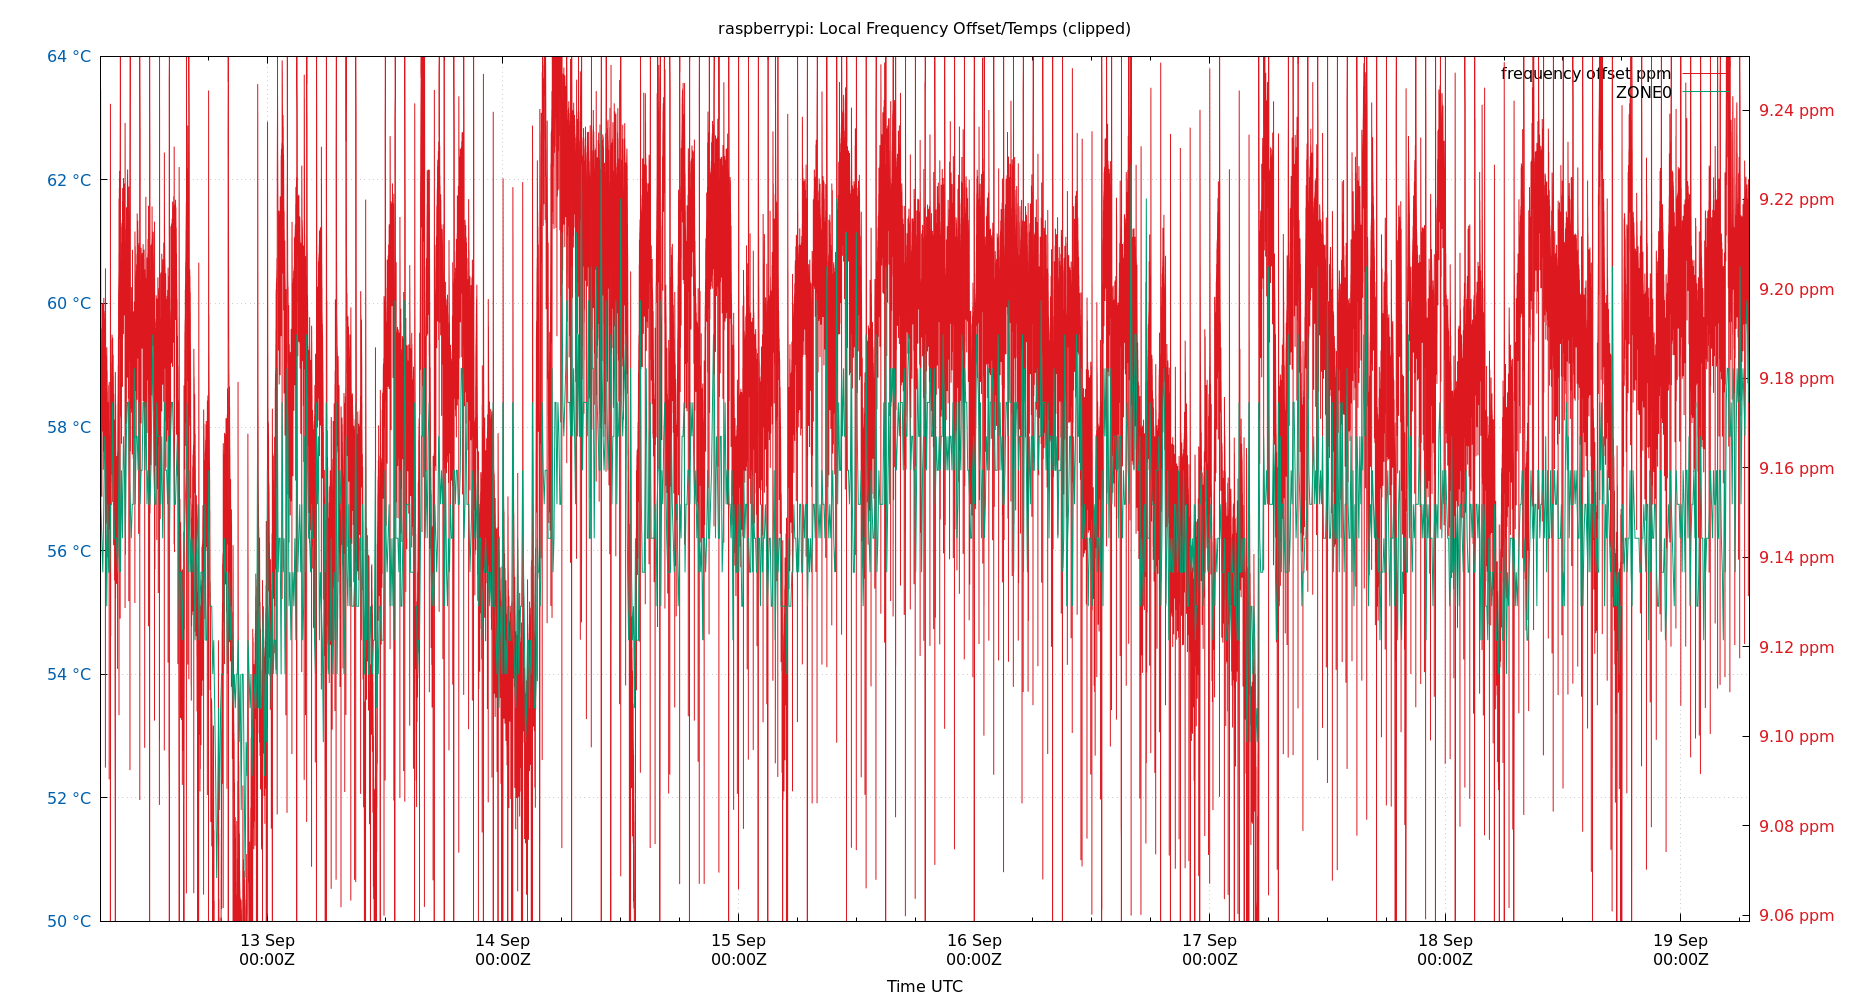 raspberrypi: Local Frequency Offset/Temps (clipped)
frequency offset ppm
ZONE0
64 °C
62 °C
60 °C
58 °C
56 °C
54 °C
52 °C
50 °C
9.24 ppm
9.22 ppm
9.20 ppm
9.18 ppm
9.16 ppm
9.14 ppm
9.12 ppm
9.10 ppm
9.08 ppm
9.06 ppm
13 Sep 14 Sep 15 Sep 16 Sep 17 Sep 18 Sep 19 Sep
00:00Z 00:00Z 00:00Z 00:00Z 00:00Z 00:00Z 00:00Z
Time UTC